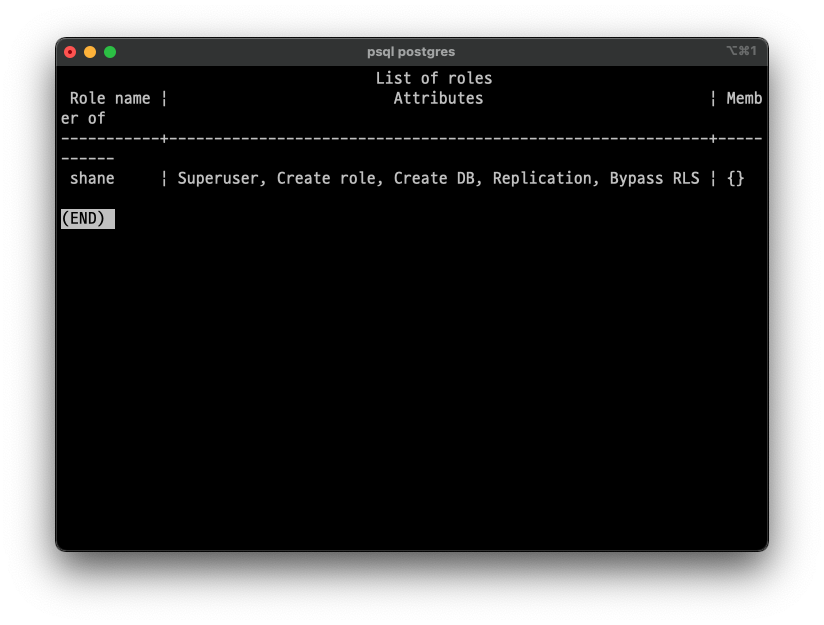 psql postgres
⌥⌘1
List of roles
Role name ¦ Attributes ¦ Memb
er of
-----------+------------------------------------------------------------+-----
------
shane ¦ Superuser, Create role, Create DB, Replication, Bypass RLS ¦ {}
(END)